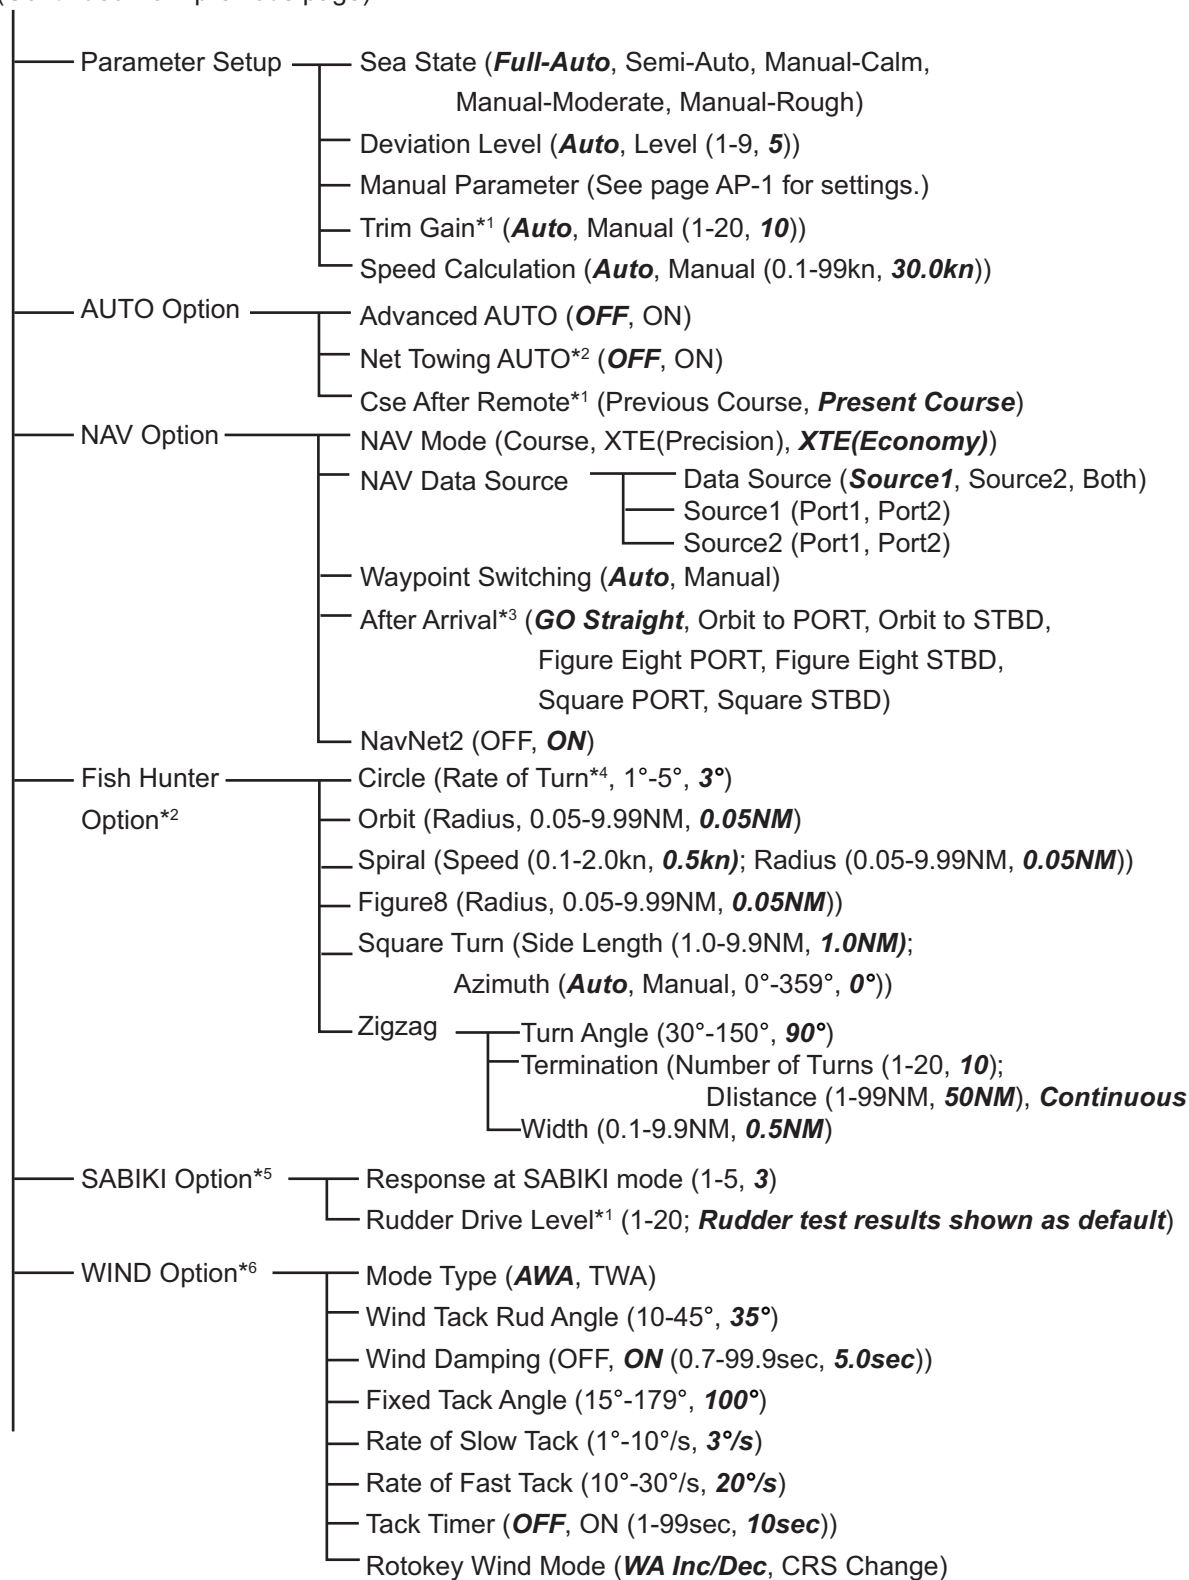 (Continued from previous page)
Parameter Setup
Sea State (Full-Auto, Semi-Auto, Manual-Calm,
Manual-Moderate, Manual-Rough)
Deviation Level (Auto, Level (1-9, 5))
Manual Parameter (See page AP-1 for settings.)
Trim Gain*1 (Auto, Manual (1-20, 10))
Speed Calculation (Auto, Manual (0.1-99kn, 30.0kn))
AUTO Option
Advanced AUTO (OFF, ON)
Net Towing AUTO*2 (OFF, ON)
Cse After Remote*1 (Previous Course, Present Course)
NAV Option
NAV Mode (Course, XTE(Precision), XTE(Economy))
NAV Data Source
Data Source (Source1, Source2, Both)
Source1 (Port1, Port2)
Source2 (Port1, Port2)
Waypoint Switching (Auto, Manual)
After Arrival*3 (GO Straight, Orbit to PORT, Orbit to STBD,
Figure Eight PORT, Figure Eight STBD,
Square PORT, Square STBD)
NavNet2 (OFF, ON)
Fish Hunter
Option*2
Circle (Rate of Turn*4, 1°-5°, 3°)
Orbit (Radius, 0.05-9.99NM, 0.05NM)
Spiral (Speed (0.1-2.0kn, 0.5kn); Radius (0.05-9.99NM, 0.05NM))
Figure8 (Radius, 0.05-9.99NM, 0.05NM))
Square Turn (Side Length (1.0-9.9NM, 1.0NM);
Azimuth (Auto, Manual, 0°-359°, 0°))
Zigzag
Turn Angle (30°-150°, 90°)
Termination (Number of Turns (1-20, 10);
DIistance (1-99NM, 50NM), Continuous
Width (0.1-9.9NM, 0.5NM)
SABIKI Option*5
Response at SABIKI mode (1-5, 3)
Rudder Drive Level*1 (1-20; Rudder test results shown as default)
WIND Option*6
Mode Type (AWA, TWA)
Wind Tack Rud Angle (10-45°, 35°)
Wind Damping (OFF, ON (0.7-99.9sec, 5.0sec))
Fixed Tack Angle (15°-179°, 100°)
Rate of Slow Tack (1°-10°/s, 3°/s)
Rate of Fast Tack (10°-30°/s, 20°/s)
Tack Timer (OFF, ON (1-99sec, 10sec))
Rotokey Wind Mode (WA Inc/Dec, CRS Change)